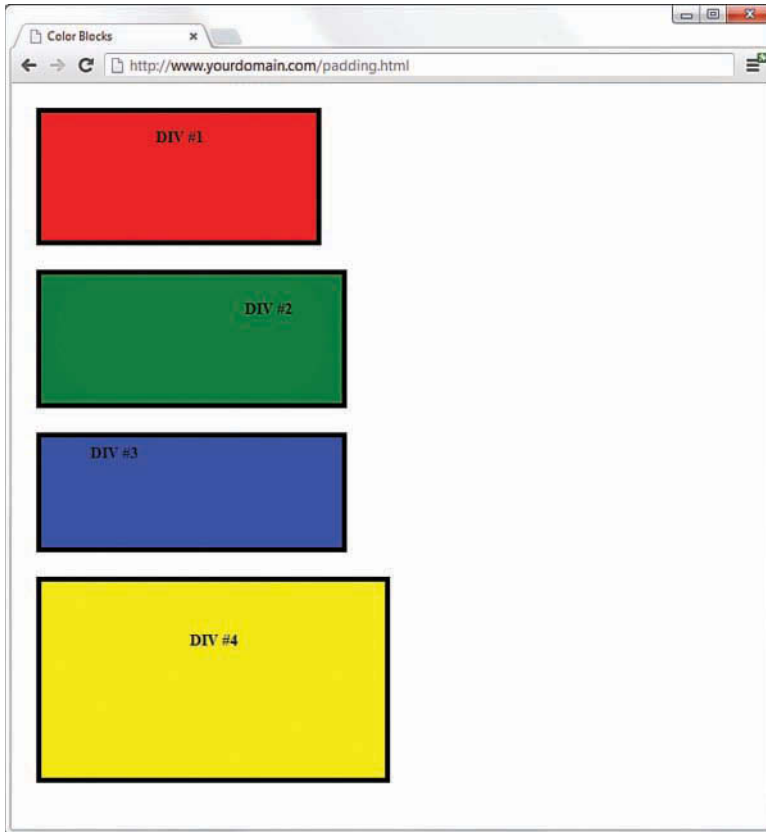 Color Blocks
http://www.yourdomain.com/padding.html
DIV #1
DIV #2
DIV #3
DIV #4